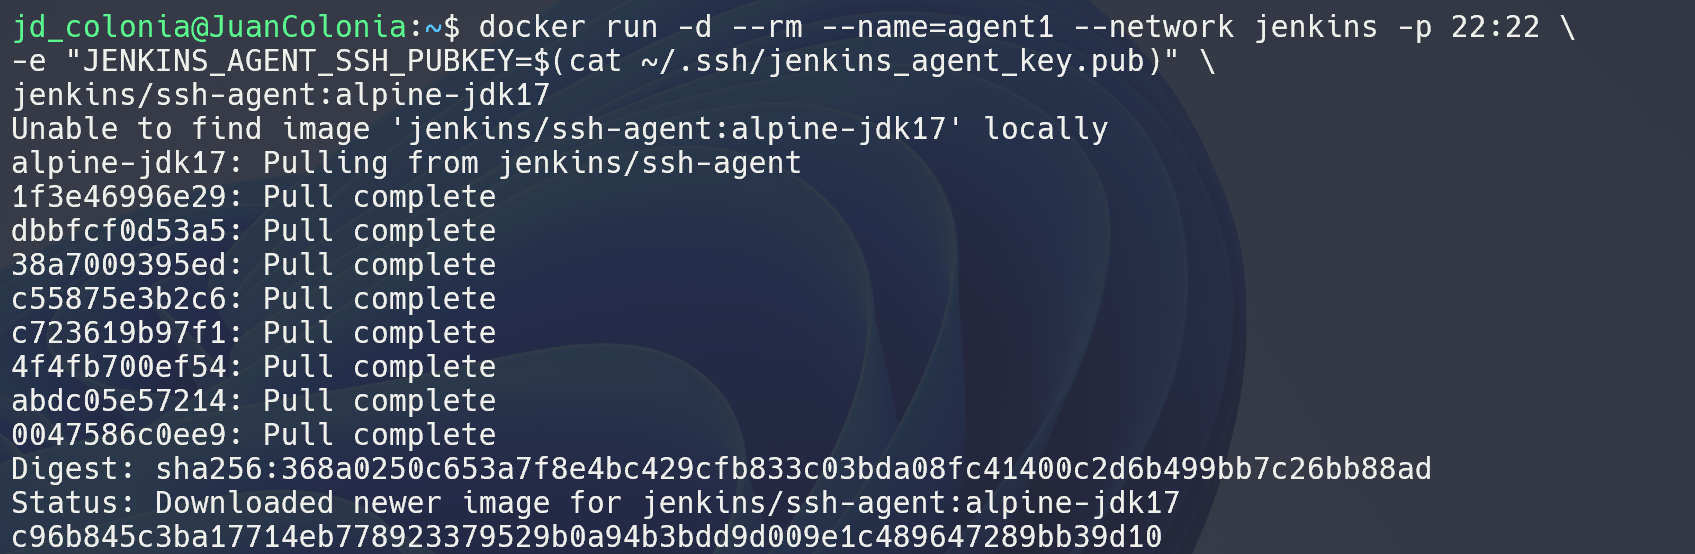 jd_colonia@JuanColonia:~$ docker run -d --rm --name=agent1 --network jenkins -p 22:22 \
-e "JENKINS_AGENT_SSH_PUBKEY=$(cat ~/.ssh/jenkins_agent_key.pub)" \
jenkins/ssh-agent:alpine-jdk17
Unable to find image 'jenkins/ssh-agent:alpine-jdk17' locally
alpine-jdk17: Pulling from jenkins/ssh-agent
1f3e46996e29: Pull complete
dbbfcf0d53a5: Pull complete
38a7009395ed: Pull complete
c55875e3b2c6: Pull complete
c723619b97f1: Pull complete
4f4fb700ef54: Pull complete
abdc05e57214: Pull complete
0047586c0ee9: Pull complete
Digest: sha256:368a0250c653a7f8e4bc429cfb833c03bda08fc41400c2d6b499bb7c26bb88ad
Status: Downloaded newer image for jenkins/ssh-agent:alpine-jdk17
c96b845c3ba17714eb778923379529b0a94b3bdd9d009e1c489647289bb39d10